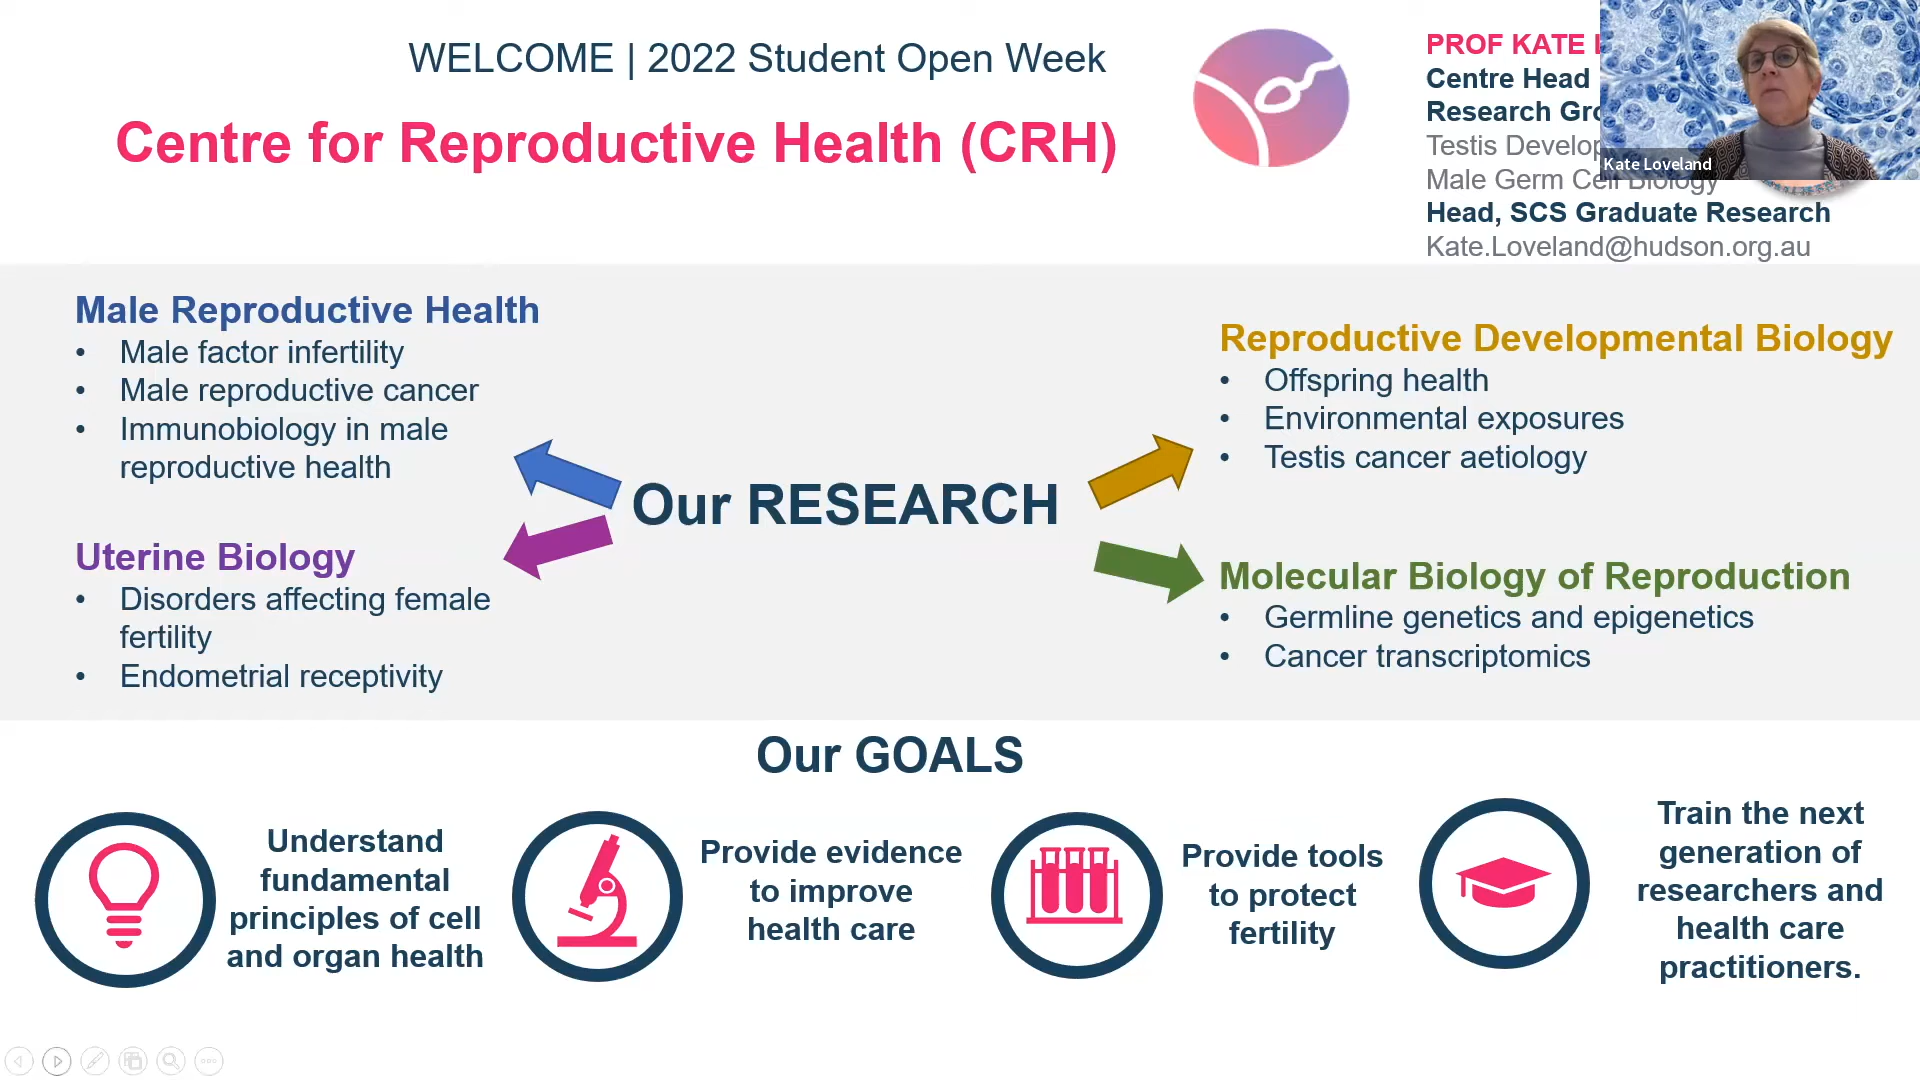 WELCOME | 2022 Student Open Week
Centre for Reproductive Health (CRH)
PROF KATE
Centre Head
Research
Testis
Male Germ Cell Biology
Head, SCS Graduate Research
Kate.Loveland@hudson.org.au
Kate Loveland
Male Reproductive Health
• Male factor infertility
• Male reproductive cancer
• Immunobiology in male
reproductive health
Uterine Biology
• Disorders affecting female
fertility
• Endometrial receptivity
Our RESEARCH
Reproductive Developmental Biology
• Offspring health
• Environmental exposures
• Testis cancer aetiology
Molecular Biology of Reproduction
• Germline genetics and epigenetics
• Cancer transcriptomics
Our GOALS
Understand
fundamental
principles of cell
and organ health
Provide evidence
to improve
health care
Provide tools
to protect
fertility
Train the next
generation of
researchers and
health care
practitioners.